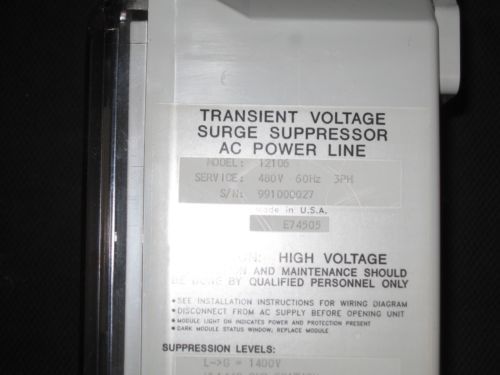 TRANSIENT VOLTAGE
SURGE SUPPRESSOR
AC POWER LINE
MODEL: 12106
SERVICE: 480V 60Hz 3PH
S/N: 991000027
Made in U.S.A.
E74505
HIGH VOLTAGE
AND MAINTENANCE SHOULD
BE DONE BY QUALIFIED PERSONNEL ONLY
• SEE INSTALLATION INSTRUCTIONS FOR WIRING DIAGRAM
• DISCONNECT FROM AC SUPPLY BEFORE OPENING UNIT
• MODULE LIGHT ON INDICATES POWER AND PROTECTION PRESENT
• DARK MODULE STATUS WINDOW; REPLACE MODULE
SUPPRESSION LEVELS:
L->G = 1400V